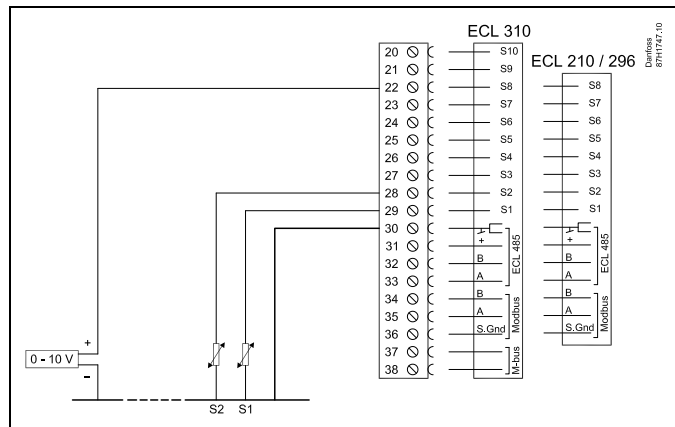 ECL 310
ECL 210 / 296
Danfoss
87H1747.10
20 S10
21 S9
22 S8 S8
23 S7 S7
24 S6 S6
25 S5 S5
26 S4 S4
27 S3 S3
28 S2 S2
29 S1 S1
30
31 + +
32 B B
33 A A
ECL 485 ECL 485
34 B B
35 A A
36 S.Gnd S.Gnd
Modbus Modbus
37
38
M-bus
+
0 - 10 V
–
S2 S1